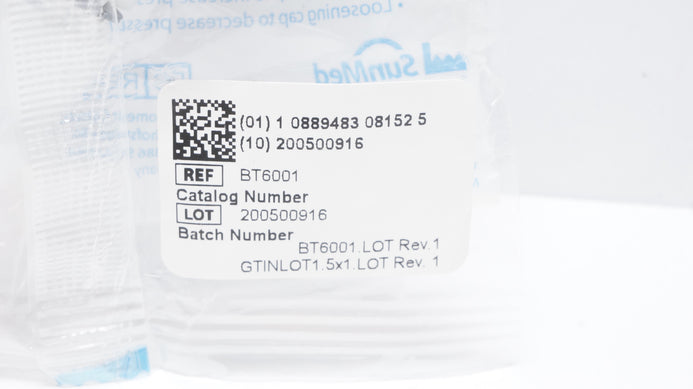 • Loosening cap to decrease press
SunMed
(01) 1 0889483 08152 5
(10) 200500916
REF BT6001
Catalog Number
LOT 200500916
Batch Number
BT6001.LOT Rev.1
GTINLOT1.5x1.LOT Rev. 1